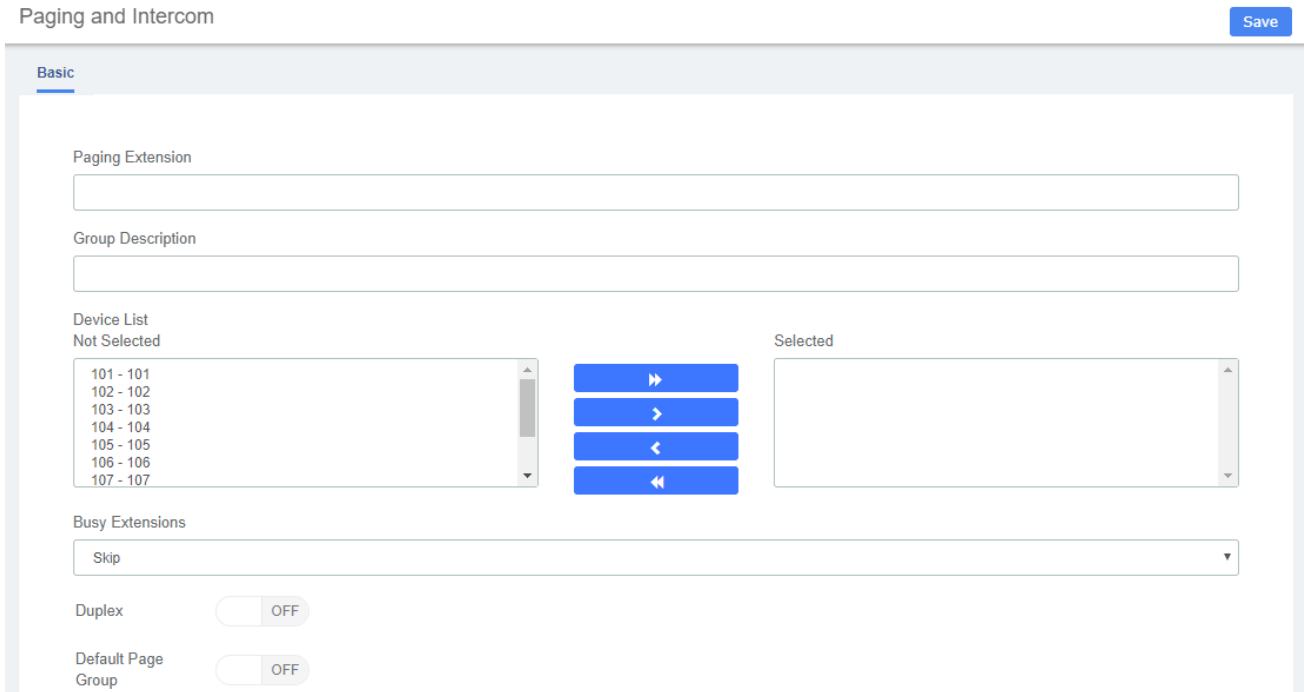 Paging and Intercom
Save
Basic
Paging Extension
Group Description
Device List
Not Selected
Selected
101 - 101
102 - 102
103 - 103
104 - 104
105 - 105
106 - 106
107 - 107
Busy Extensions
Skip
Duplex
OFF
Default Page
Group
OFF